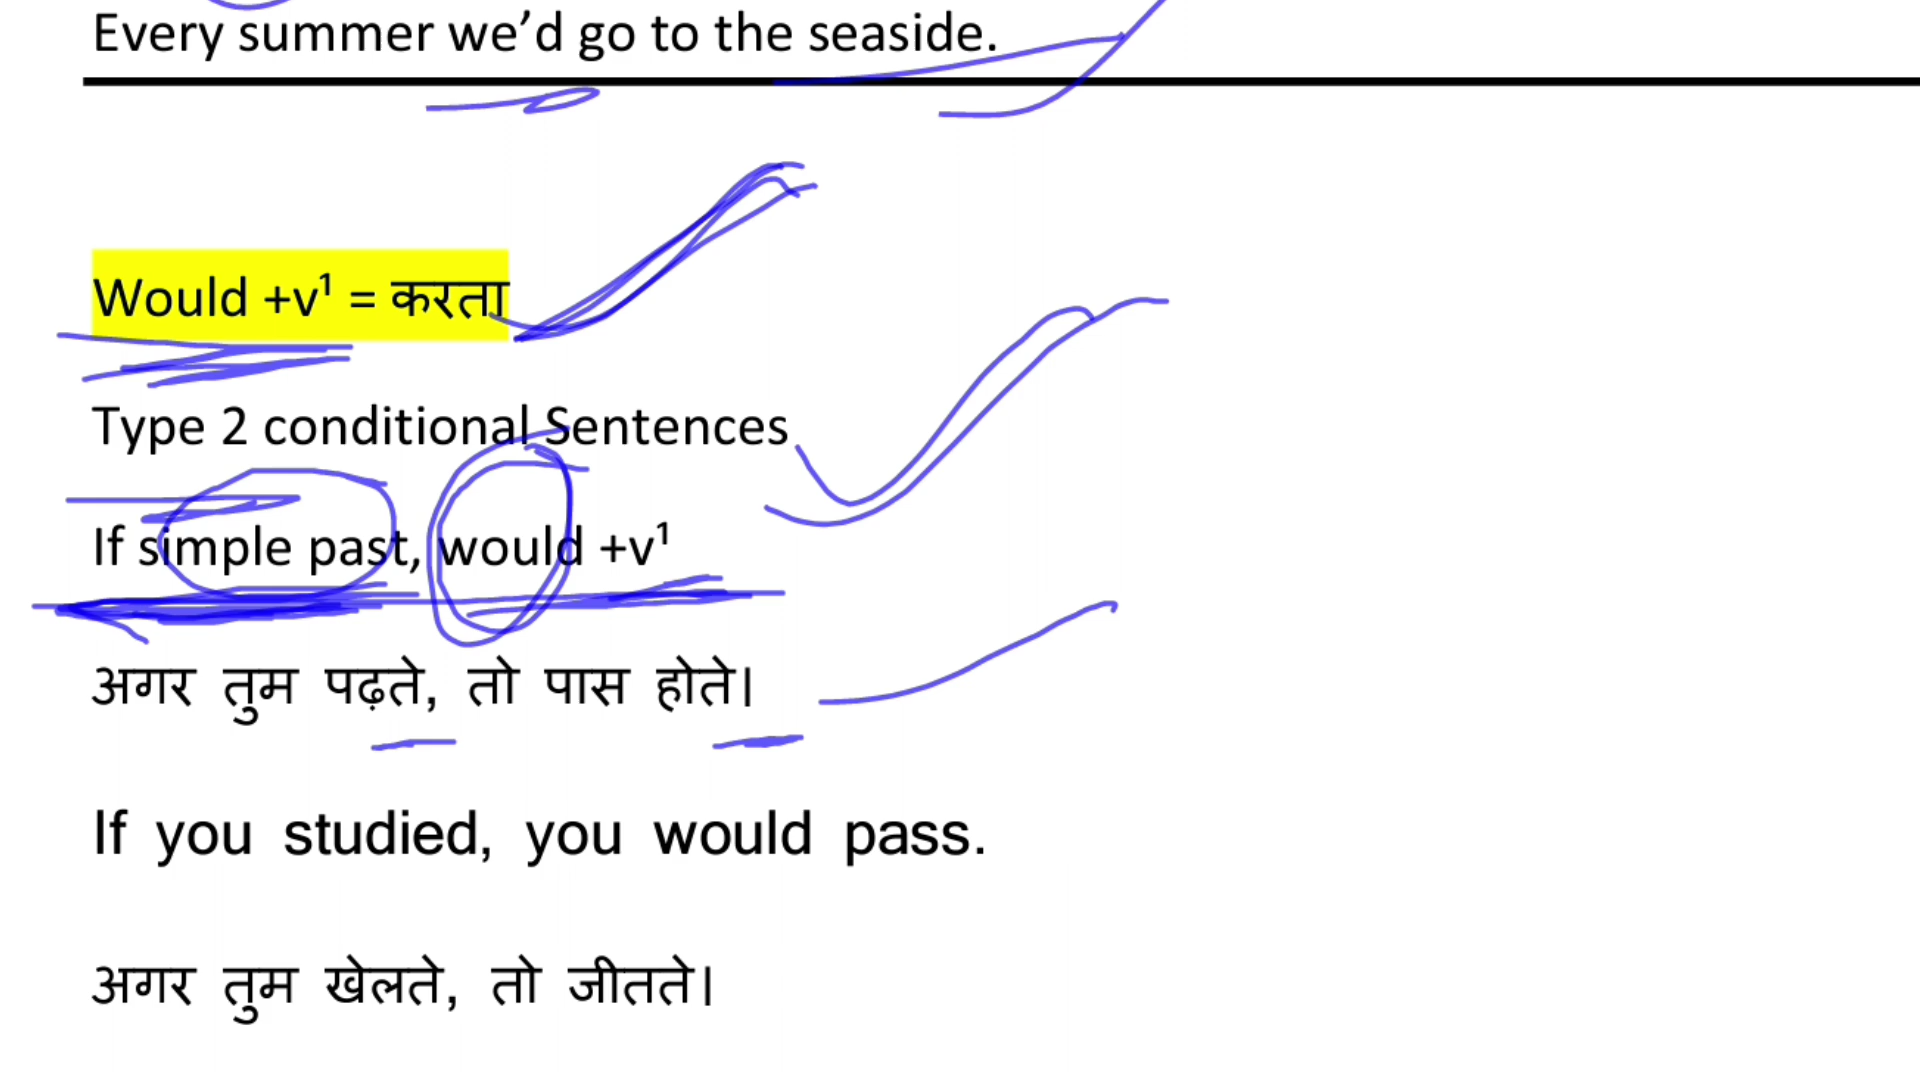 Every summer we’d go to the seaside.
Would +v¹ = करता
Type 2 conditional Sentences
If simple past, would +v¹
अगर तुम पढ़ते, तो पास होते।
If you studied, you would pass.
अगर तुम खेलते, तो जीतते।